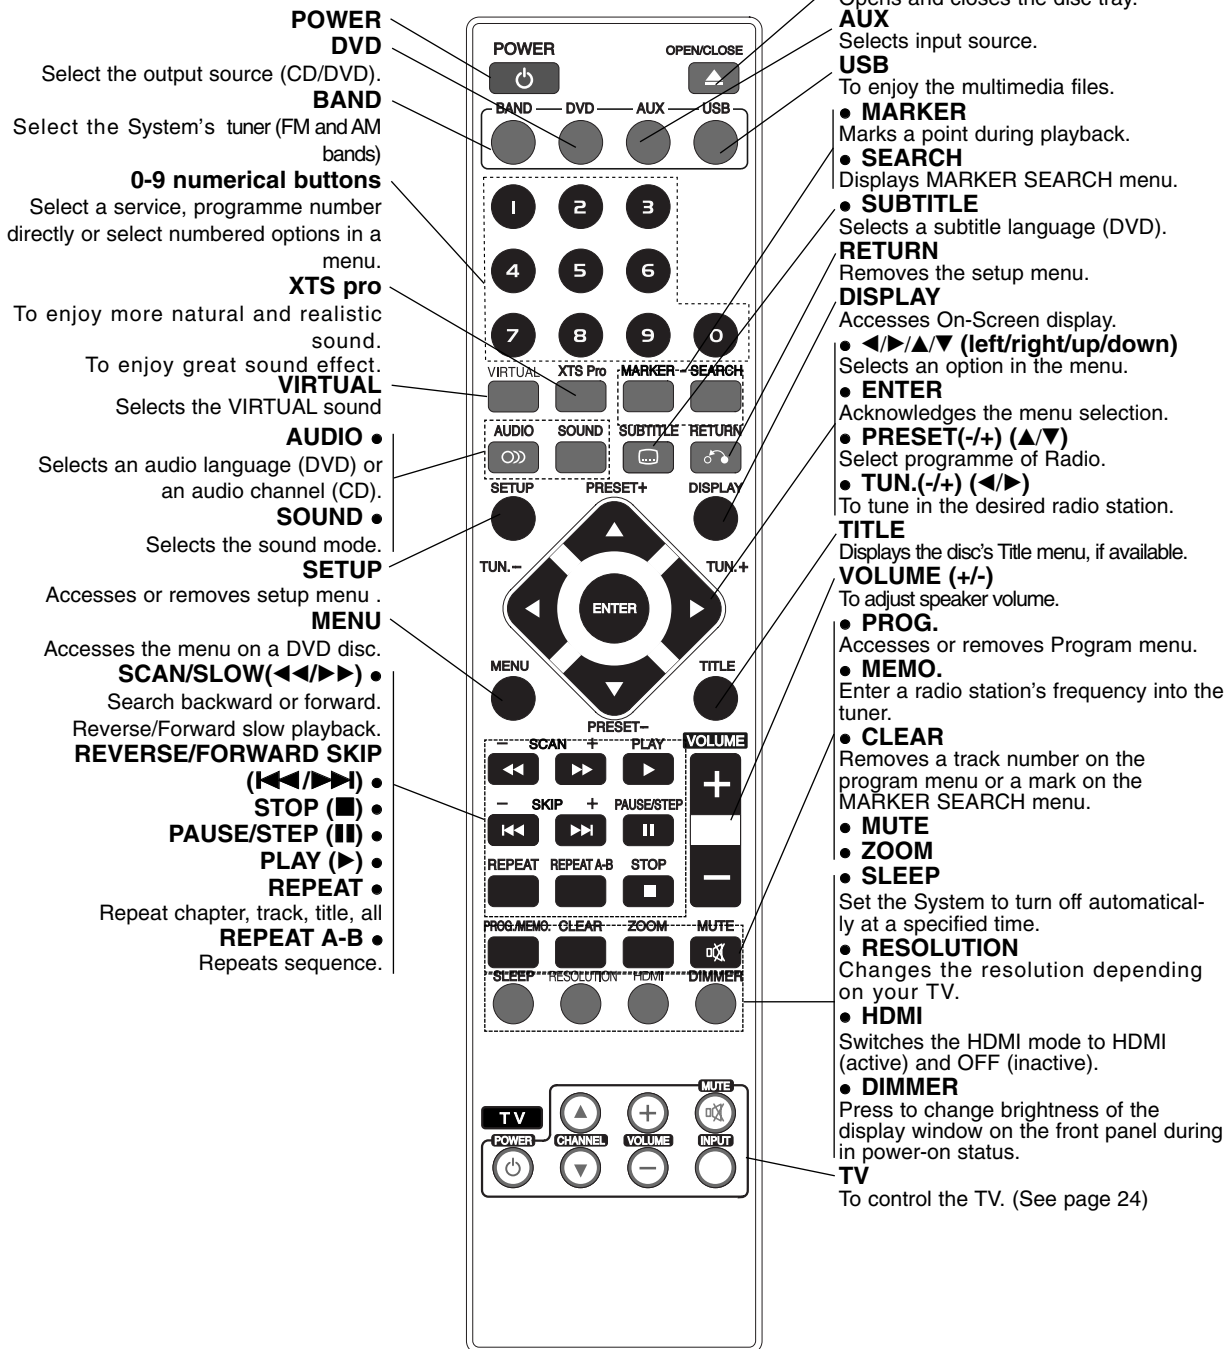 POWER
DVD
Select the output source (CD/DVD).
BAND
Select the System's tuner (FM and AM
bands)
0-9 numerical buttons
Select a service, programme number
directly or select numbered options in a
menu.
XTS pro
To enjoy more natural and realistic
sound.
To enjoy great sound effect.
VIRTUAL
Selects the VIRTUAL sound
AUDIO ●
Selects an audio language (DVD) or
an audio channel (CD).
SOUND ●
Selects the sound mode.
SETUP
Accesses or removes setup menu .
MENU
Accesses the menu on a DVD disc.
SCAN/SLOW(◀◀/▶▶) ●
Search backward or forward.
Reverse/Forward slow playback.
REVERSE/FORWARD SKIP
(|◀◀/▶▶|) ●
STOP (■) ●
PAUSE/STEP (❚❚) ●
PLAY (▶) ●
REPEAT ●
Repeat chapter, track, title, all
REPEAT A-B ●
Repeats sequence.
POWER OPEN/CLOSE
BAND DVD AUX USB
1 2 3
4 5 6
7 8 9 0
VIRTUAL XTS Pro MARKER SEARCH
AUDIO SOUND SUBTITLE RETURN
SETUP PRESET+ DISPLAY
TUN.- TUN.+
ENTER
MENU TITLE
PRESET-
- SCAN + PLAY VOLUME
+
- SKIP + PAUSE/STEP
REPEAT REPEAT A-B STOP
-
PROG./MEMO. CLEAR ZOOM MUTE
SLEEP RESOLUTION HDMI DIMMER
MUTE
TV
POWER CHANNEL VOLUME INPUT
Opens and closes the disc tray.
AUX
Selects input source.
USB
To enjoy the multimedia files.
● MARKER
Marks a point during playback.
● SEARCH
Displays MARKER SEARCH menu.
● SUBTITLE
Selects a subtitle language (DVD).
RETURN
Removes the setup menu.
DISPLAY
Accesses On-Screen display.
● ◀/▶/▲/▼ (left/right/up/down)
Selects an option in the menu.
● ENTER
Acknowledges the menu selection.
● PRESET(-/+) (▲/▼)
Select programme of Radio.
● TUN.(-/+) (◀/▶)
To tune in the desired radio station.
TITLE
Displays the disc's Title menu, if available.
VOLUME (+/-)
To adjust speaker volume.
● PROG.
Accesses or removes Program menu.
● MEMO.
Enter a radio station's frequency into the
tuner.
● CLEAR
Removes a track number on the
program menu or a mark on the
MARKER SEARCH menu.
● MUTE
● ZOOM
● SLEEP
Set the System to turn off automatical-
ly at a specified time.
● RESOLUTION
Changes the resolution depending
on your TV.
● HDMI
Switches the HDMI mode to HDMI
(active) and OFF (inactive).
● DIMMER
Press to change brightness of the
display window on the front panel during
in power-on status.
TV
To control the TV. (See page 24)